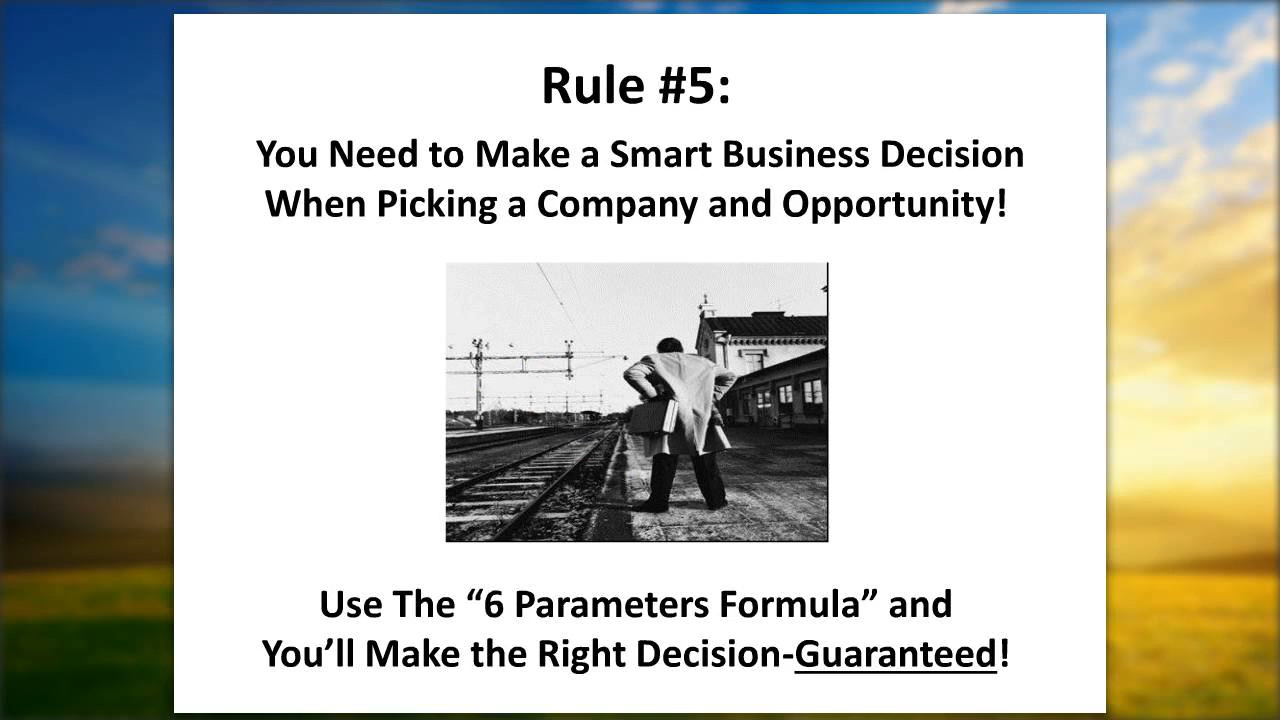 Rule #5:
You Need to Make a Smart Business Decision
When Picking a Company and Opportunity!
Use The “6 Parameters Formula” and
You’ll Make the Right Decision-Guaranteed!